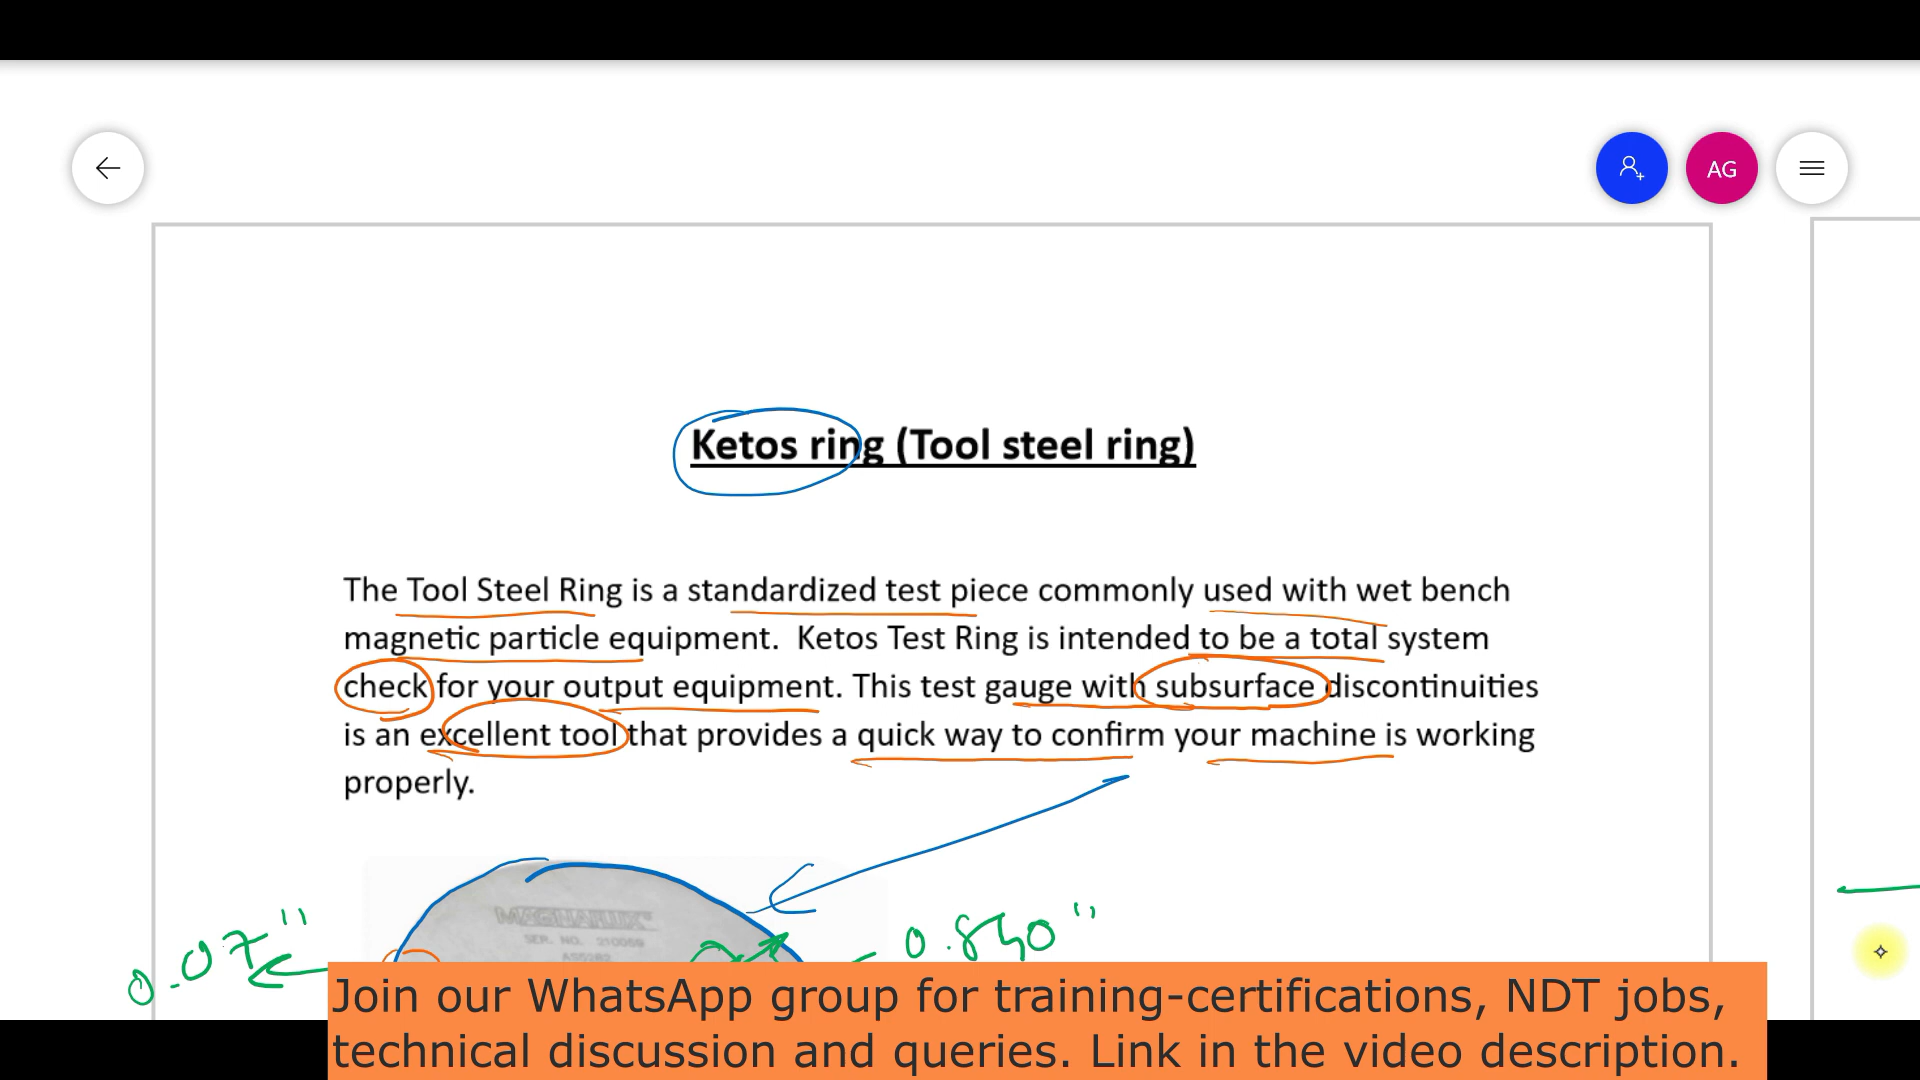 AG
Ketos ring (Tool steel ring)
The Tool Steel Ring is a standardized test piece commonly used with wet bench
magnetic particle equipment. Ketos Test Ring is intended to be a total system
check for your output equipment. This test gauge with subsurface discontinuities
is an excellent tool that provides a quick way to confirm your machine is working
properly.
MAGNAFLUX
SER. NO. 210059
AS5282
0.07"
0.840"
Join our WhatsApp group for training-certifications, NDT jobs,
technical discussion and queries. Link in the video description.